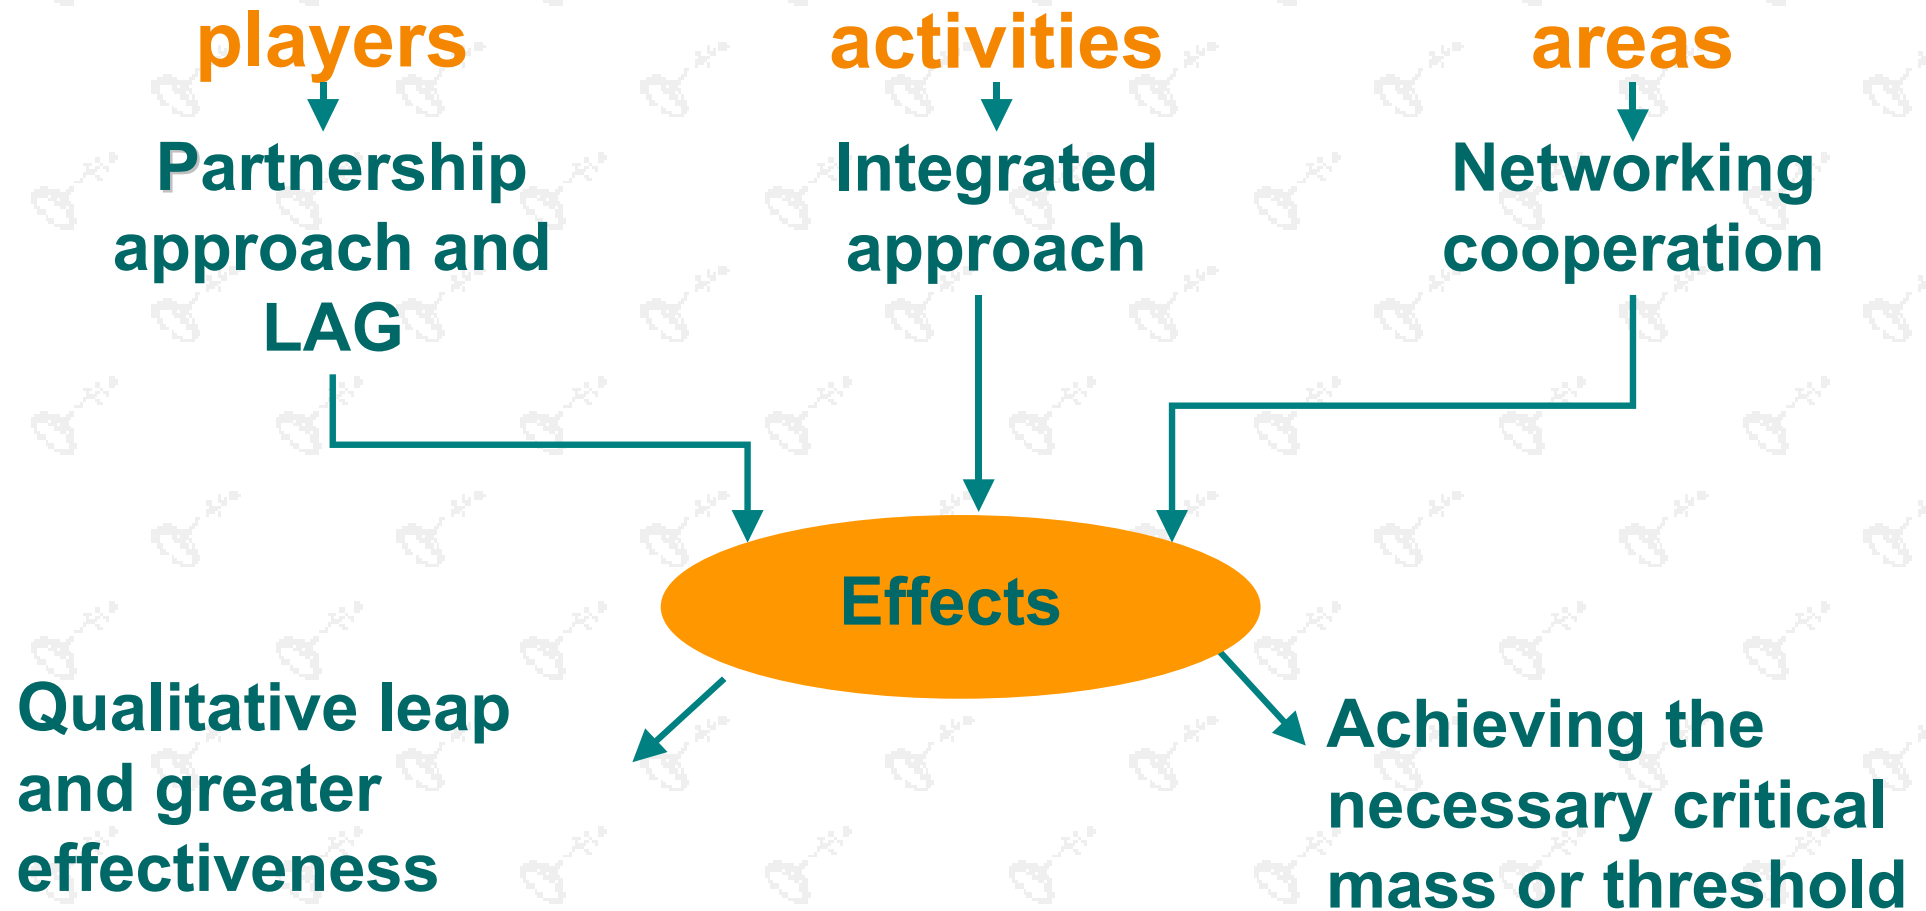 players
activities
areas
Partnership
approach and
LAG
Integrated
approach
Networking
cooperation
Effects
Qualitative leap
and greater
effectiveness
Achieving the
necessary critical
mass or threshold